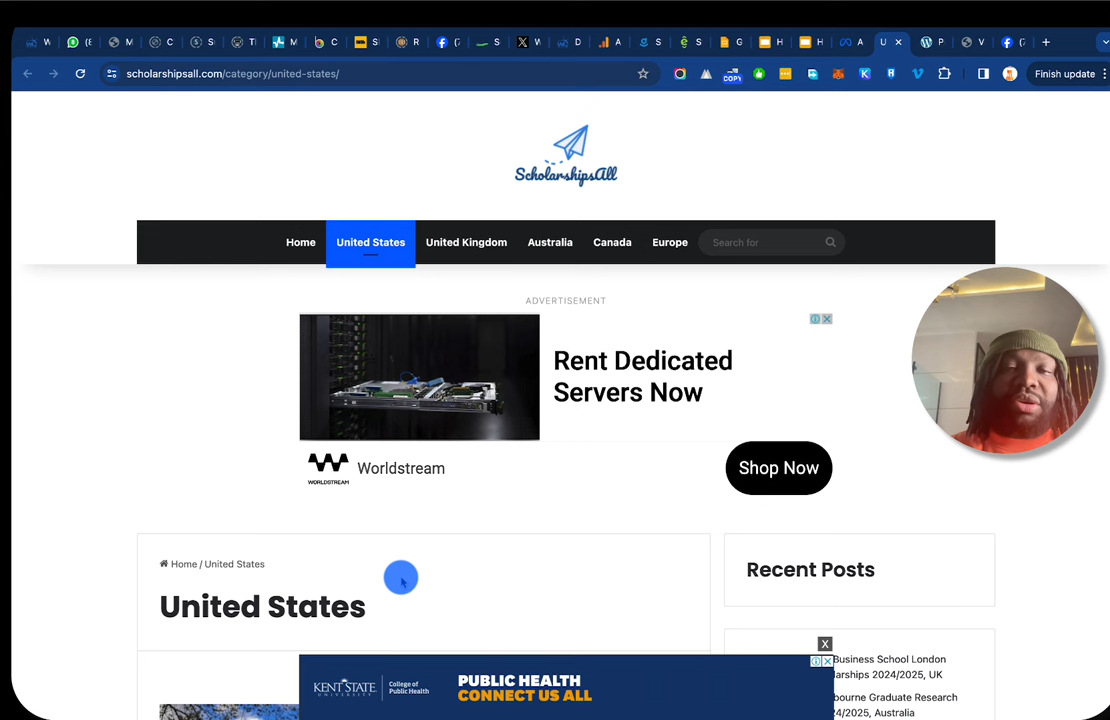 scholarshipsall.com/category/united-states/
COPY
Finish update
ScholarshipsAll
Home
United States
United Kingdom
Australia
Canada
Europe
Search for
ADVERTISEMENT
Rent Dedicated
Servers Now
WORLDSTREAM
Worldstream
Shop Now
Home / United States
United States
Recent Posts
X
Business School London
larships 2024/2025, UK
bourne Graduate Research
24/2025, Australia
KENT STATE
College of
Public Health
PUBLIC HEALTH
CONNECT US ALL